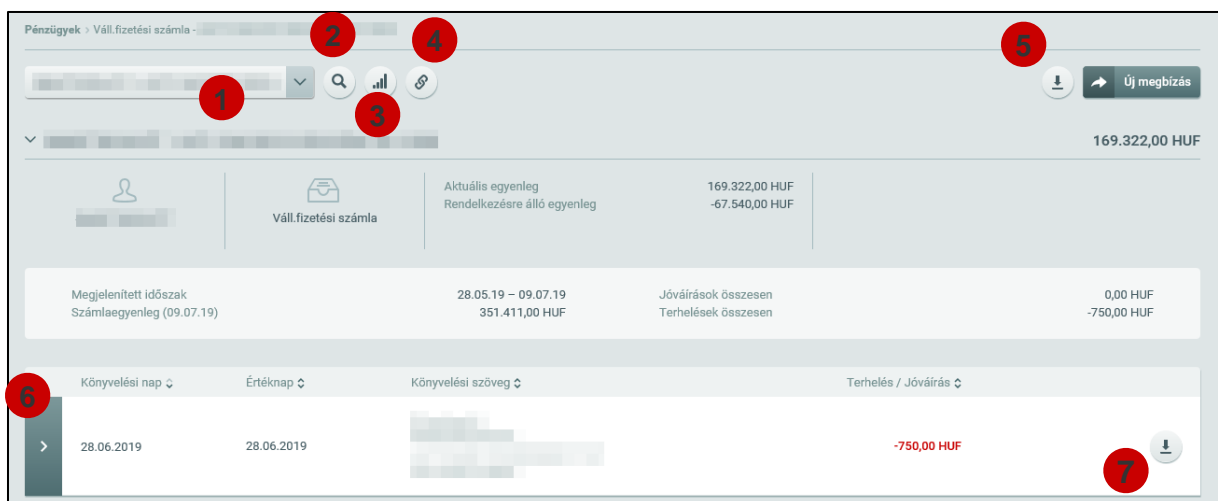 Pénzügyek > Váll.fizetési számla -
2
4
5
1
3
Új megbízás
169.322,00 HUF
Váll.fizetési számla
Aktuális egyenleg 169.322,00 HUF
Rendelkezésre álló egyenleg -67.540,00 HUF
Megjelenített időszak 28.05.19 – 09.07.19 Jóváírások összesen 0,00 HUF
Számlaegyenleg (09.07.19) 351.411,00 HUF Terhelések összesen -750,00 HUF
6
Könyvelési nap Értéknap Könyvelési szöveg Terhelés / Jóváírás
28.06.2019 28.06.2019 -750,00 HUF
7